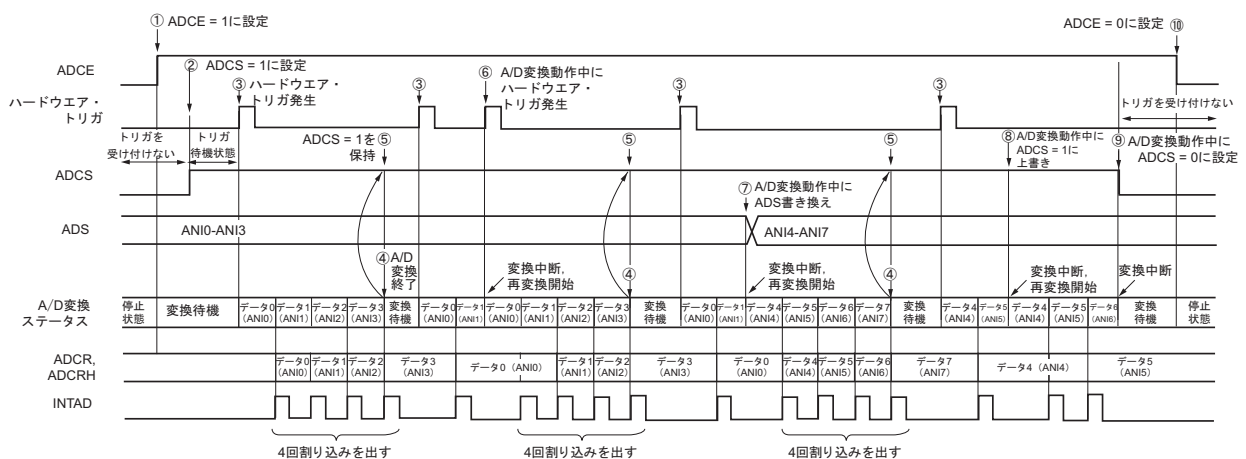 ① ADCE = 1に設定
ADCE = 0に設定 ⑩
ADCE
② ADCS = 1に設定
③ ハードウエア・
トリガ発生
③
⑥ A/D変換動作中に
ハードウエア・
トリガ発生
③
③
ハードウエア・
トリガ
トリガを
受け付けない
トリガ
待機状態
ADCS = 1を ⑤
保持
⑤
⑤
⑧ A/D変換動作中に
ADCS = 1に
上書き
トリガを受け付けない
⑨ A/D変換動作中に
ADCS = 0に設定
ADCS
⑦ A/D変換動作中に
ADS書き換え
ADS
ANI0-ANI3
ANI4-ANI7
④ A/D
変換
終了
変換中断,
再変換開始
④
変換中断,
再変換開始
④
変換中断,
再変換開始
変換中断
A/D変換
ステータス
停止
状態
変換待機
データ0
(ANI0)
データ1
(ANI1)
データ2
(ANI2)
データ3
(ANI3)
変換
待機
データ0
(ANI0)
データ1
(ANI1)
データ0
(ANI0)
データ1
(ANI1)
データ2
(ANI2)
データ3
(ANI3)
変換
待機
データ0
(ANI0)
データ1
(ANI1)
データ4
(ANI4)
データ5
(ANI5)
データ6
(ANI6)
データ7
(ANI7)
変換
待機
データ4
(ANI4)
データ5
(ANI5)
データ4
(ANI4)
データ5
(ANI5)
データ6
(ANI6)
変換
待機
停止
状態
ADCR,
ADCRH
データ0
(ANI0)
データ1
(ANI1)
データ2
(ANI2)
データ3
(ANI3)
データ0 (ANI0)
データ1
(ANI1)
データ2
(ANI2)
データ3
(ANI3)
データ0
(ANI0)
データ4
(ANI4)
データ5
(ANI5)
データ6
(ANI6)
データ7
(ANI7)
データ4 (ANI4)
データ5
(ANI5)
INTAD
4回割り込みを出す
4回割り込みを出す
4回割り込みを出す